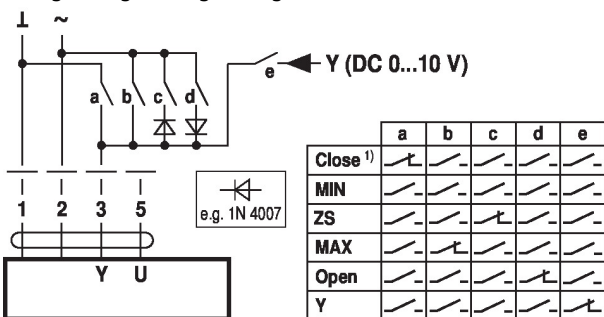 ⊥ ~
e Y (DC 0...10 V)
a b c d
1 2 3 5
e.g. 1N 4007
Y U
a b c d e
Close 1)
MIN
ZS
MAX
Open
Y